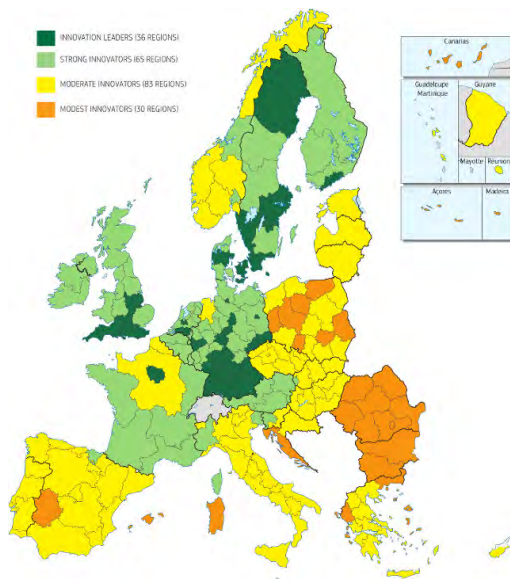 INNOVATION LEADERS (36 REGIONS)
STRONG INNOVATORS (65 REGIONS)
MODERATE INNOVATORS (83 REGIONS)
MODEST INNOVATORS (30 REGIONS)
Canarias
Guadeloupe
Martinique
Guyane
Mayotte
Réunion
Açores
Madeira